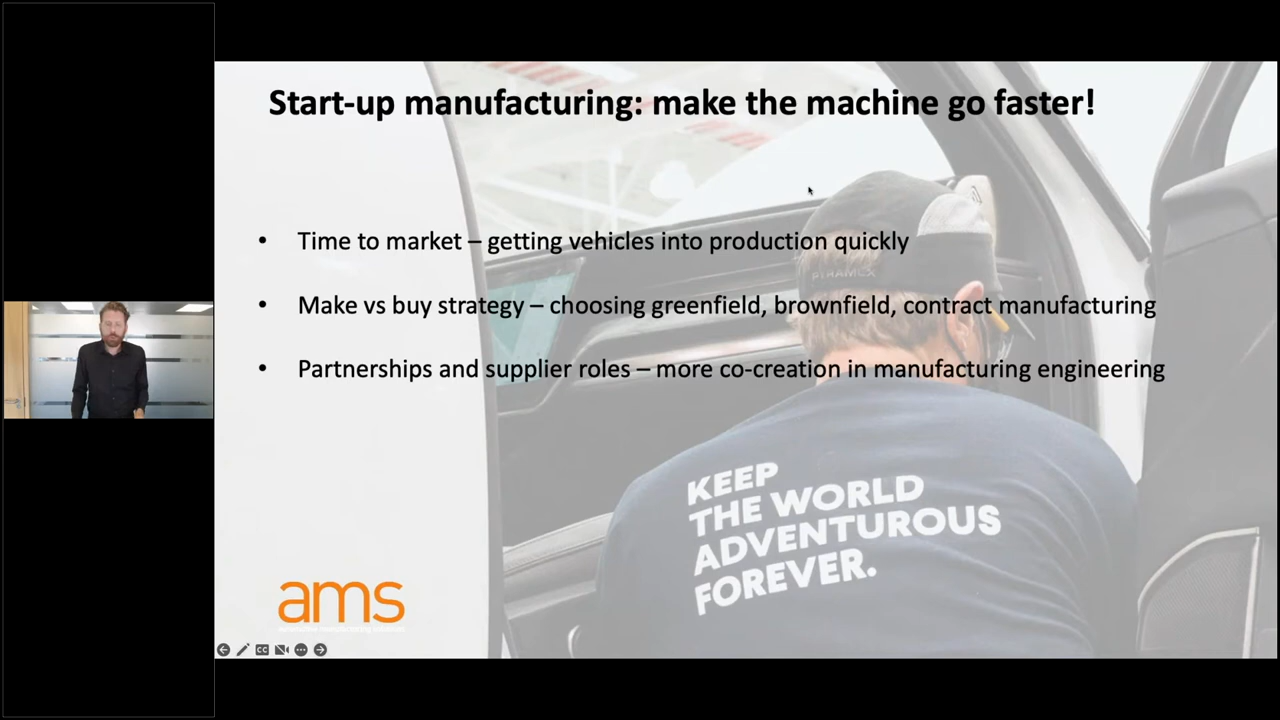 Start-up manufacturing: make the machine go faster!
• Time to market – getting vehicles into production quickly
• Make vs buy strategy – choosing greenfield, brownfield, contract manufacturing
• Partnerships and supplier roles – more co-creation in manufacturing engineering
PYRAMEX
KEEP
THE WORLD
ADVENTUROUS
FOREVER.
ams
CC